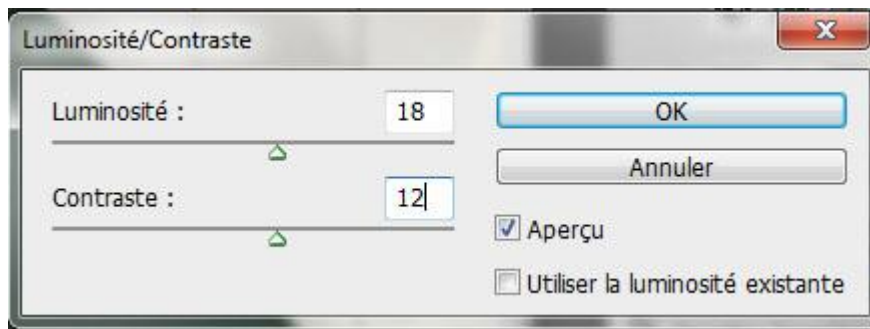 Luminosité/Contraste
Luminosité :
18
OK
Annuler
Contraste :
12
Aperçu
Utiliser la luminosité existante